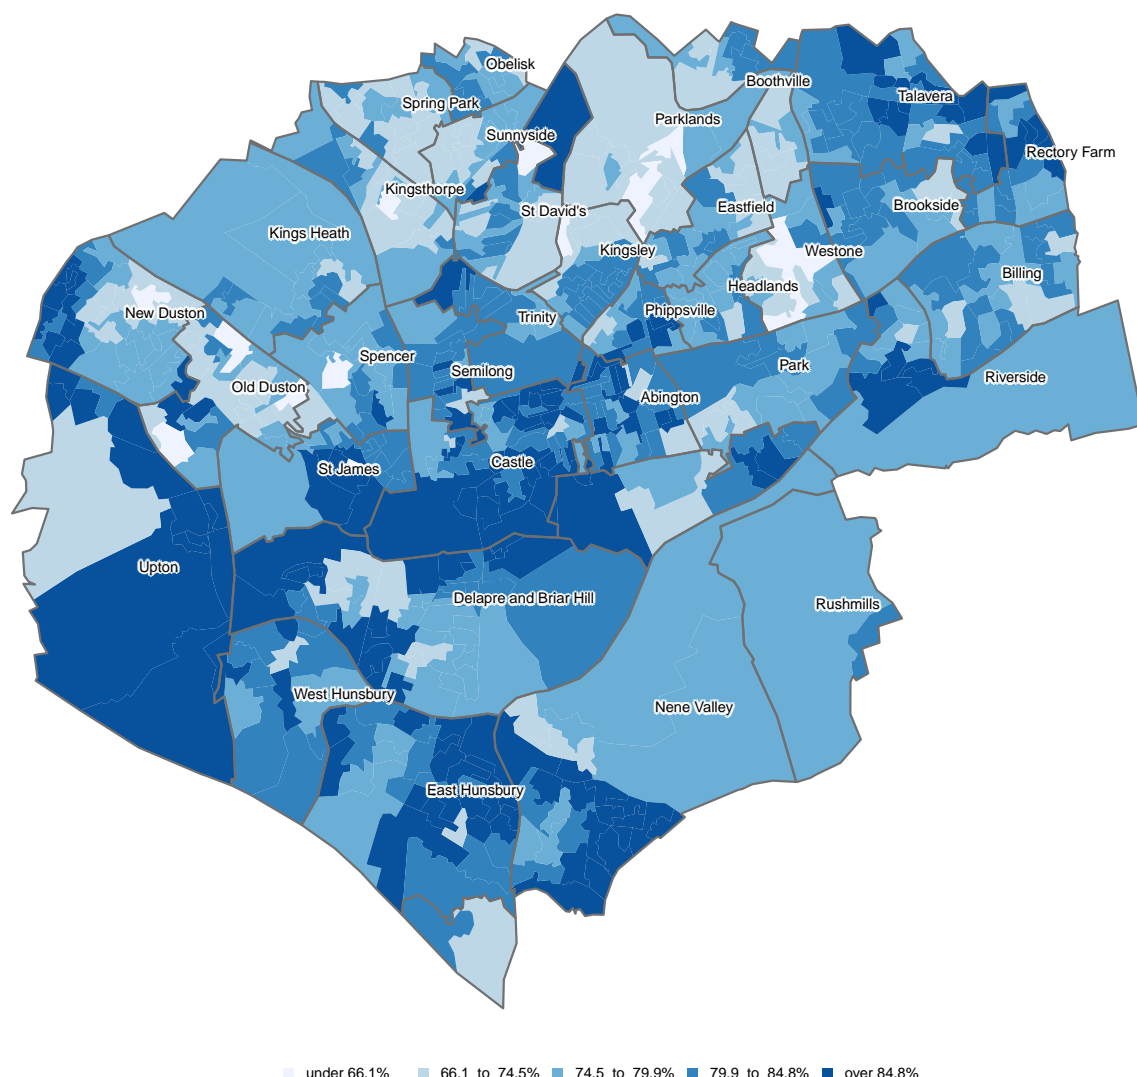 Obelisk
Boothville
Spring Park
Talavera
Parklands
Sunnyside
Rectory Farm
Kingsthorpe
St David's
Eastfield
Brookside
Kings Heath
Kingsley
Westone
Billing
Headlands
New Duston
Phippsville
Trinity
Spencer
Park
Semilong
Riverside
Old Duston
Abington
St James
Castle
Upton
Delapre and Briar Hill
Rushmills
West Hunsbury
Nene Valley
East Hunsbury
under 66.1% 66.1 to 74.5% 74.5 to 79.9% 79.9 to 84.8% over 84.8%